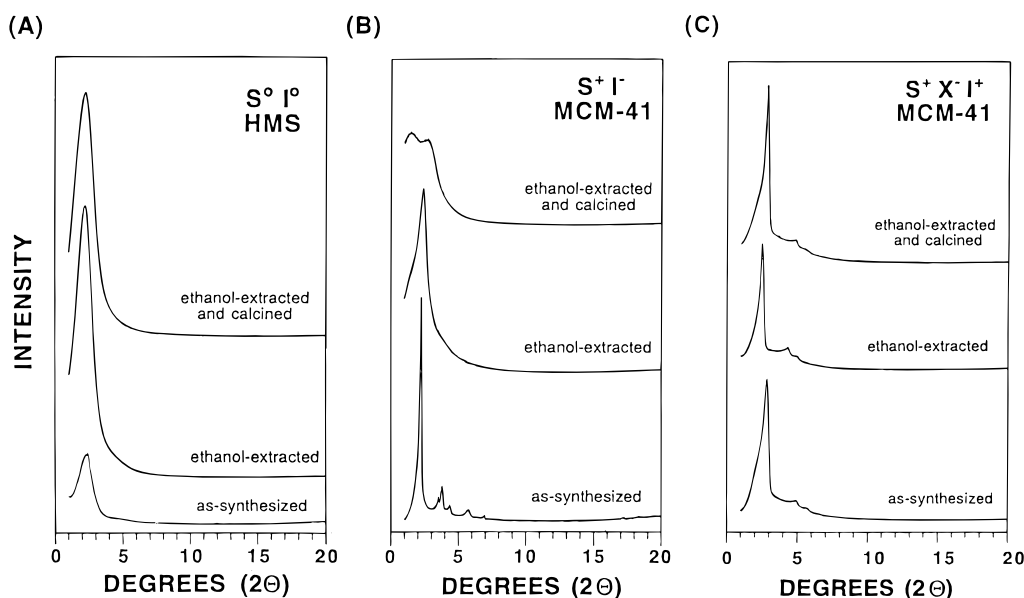 (A)
(B)
(C)
S° I°
HMS
S⁺ I⁻
MCM-41
S⁺ X⁻ I⁺
MCM-41
INTENSITY
ethanol-extracted
and calcined
ethanol-extracted
as-synthesized
ethanol-extracted
and calcined
ethanol-extracted
as-synthesized
ethanol-extracted
and calcined
ethanol-extracted
as-synthesized
0 5 10 15 20
0 5 10 15 20
0 5 10 15 20
DEGREES (2Θ)
DEGREES (2Θ)
DEGREES (2Θ)